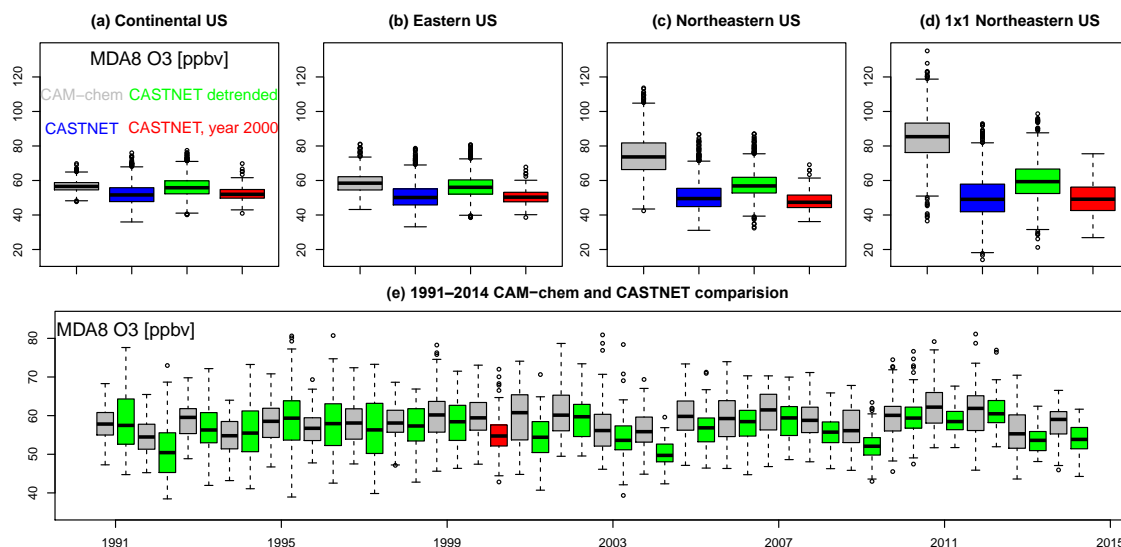 (a) Continental US (b) Eastern US (c) Northeastern US (d) 1x1 Northeastern US
MDA8 O3 [ppbv]
CAM−chem CASTNET detrended
CASTNET CASTNET, year 2000
20 40 60 80 100 120
20 40 60 80 100 120
20 40 60 80 100 120
20 40 60 80 100 120
(e) 1991−2014 CAM−chem and CASTNET comparision
MDA8 O3 [ppbv]
40 50 60 70 80
1991 1995 1999 2003 2007 2011 2015